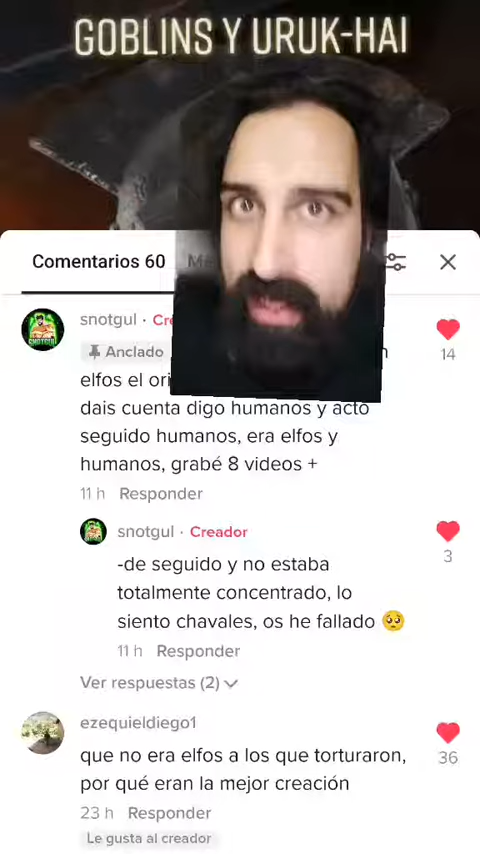 GOBLINS Y URUK-HAI
Comentarios 60
snotgul ·
14
Anclado
elfos el
dais cuenta digo humanos y acto
seguido humanos, era elfos y
humanos, grabé 8 videos +
11 h Responder
snotgul · Creador
3
-de seguido y no estaba
totalmente concentrado, lo
siento chavales, os he fallado 🥺
11 h Responder
Ver respuestas (2)
ezequieldiego1
36
que no era elfos a los que torturaron,
por qué eran la mejor creación
23 h Responder
Le gusta al creador